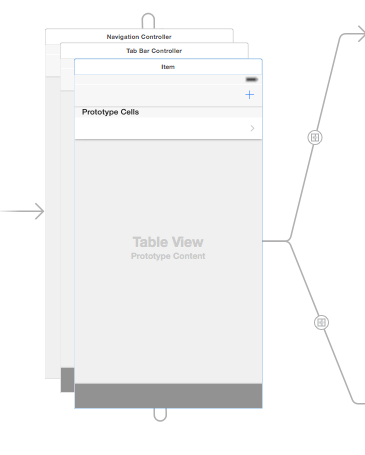 Navigation Controller
Tab Bar Controller
Item
+
Prototype Cells
Table View
Prototype Content